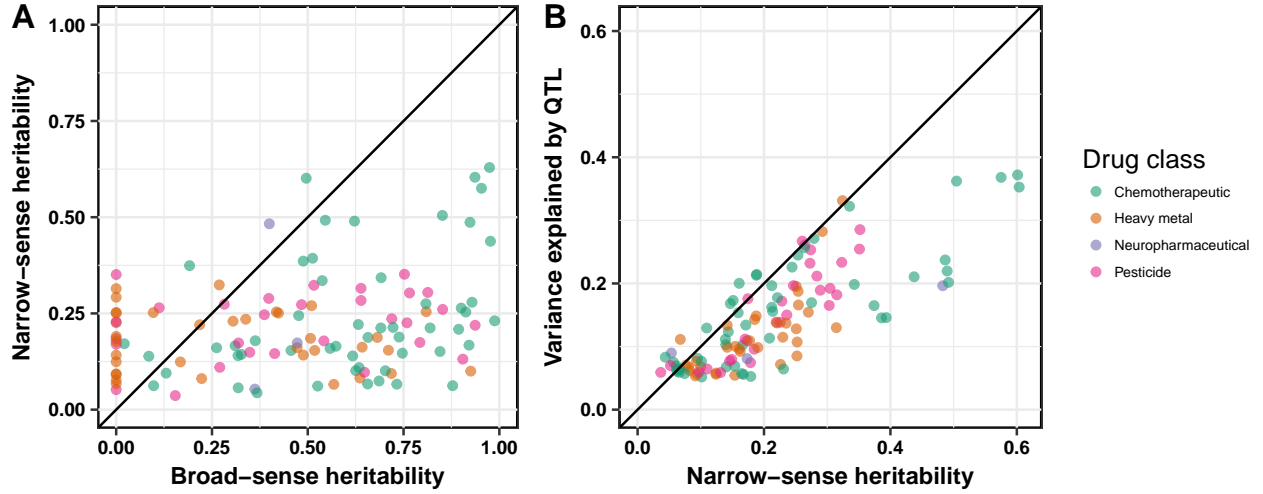 A
Narrow−sense heritability
1.00
0.75
0.50
0.25
0.00
0.00
0.25
0.50
0.75
1.00
Broad−sense heritability
B
Variance explained by QTL
0.6
0.4
0.2
0.0
0.0
0.2
0.4
0.6
Narrow−sense heritability
Drug class
Chemotherapeutic
Heavy metal
Neuropharmaceutical
Pesticide